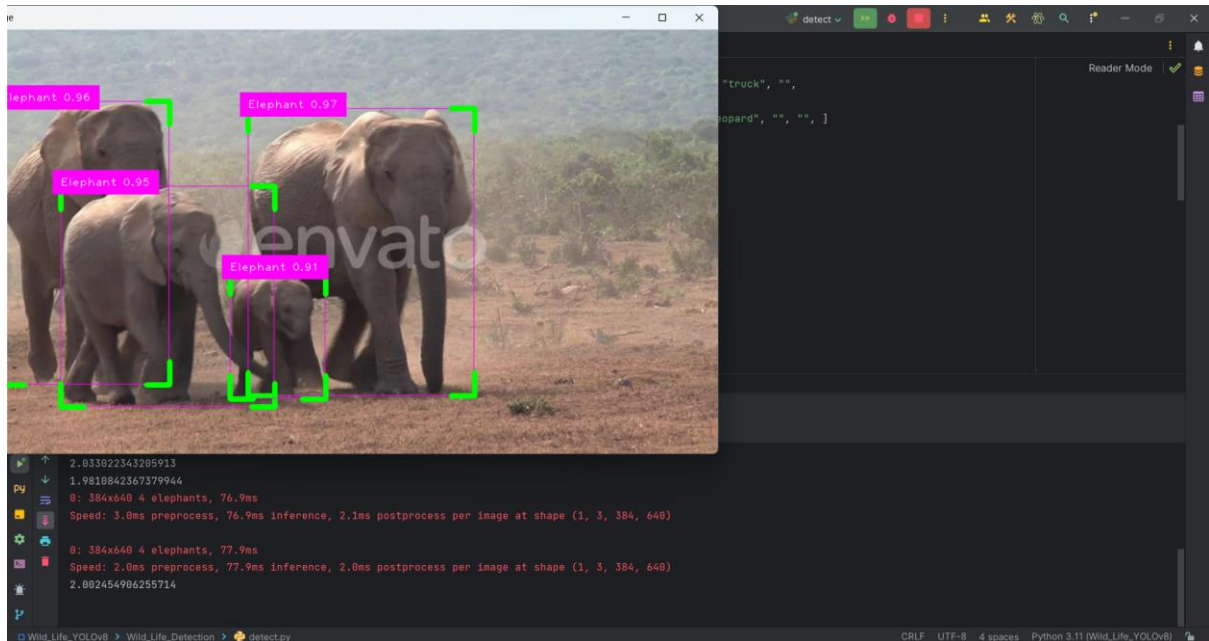 detect
Reader Mode
"truck", "",
"", "", ]
Elephant 0.97
0.96
Elephant 0.95
envato
Elephant 0.91
2.033022343205913
1.9810842367379944
0: 384x640 4 elephants, 76.9ms
Speed: 3.0ms preprocess, 76.9ms inference, 2.1ms postprocess per image at shape (1, 3, 384, 640)
0: 384x640 4 elephants, 77.9ms
Speed: 2.0ms preprocess, 77.9ms inference, 2.0ms postprocess per image at shape (1, 3, 384, 640)
2.002454906255714
Wild_Life_YOLOv8 > Wild_Life_Detection > detect.py
CRLF UTF-8 4 spaces Python 3.11 (Wild_Life_YOLOv8)